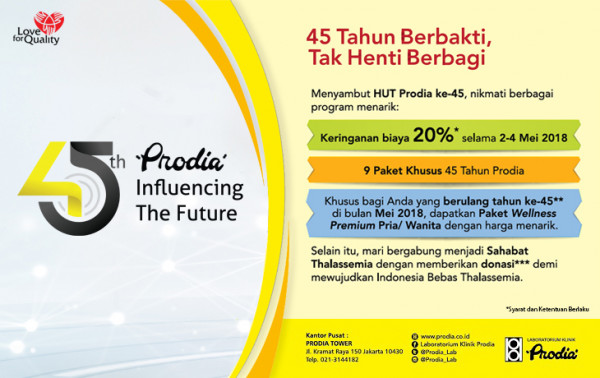 Love
for Quality
45th Prodia
Influencing
The Future
45 Tahun Berbakti,
Tak Henti Berbagi
Menyambut HUT Prodia ke-45, nikmati berbagai
program menarik:
Keringanan biaya 20%* selama 2-4 Mei 2018
9 Paket Khusus 45 Tahun Prodia
Khusus bagi Anda yang berulang tahun ke-45**
di bulan Mei 2018, dapatkan Paket Wellness
Premium Pria/ Wanita dengan harga menarik.
Selain itu, mari bergabung menjadi Sahabat
Thalassemia dengan memberikan donasi*** demi
mewujudkan Indonesia Bebas Thalassemia.
*Syarat dan Ketentuan Berlaku
Kantor Pusat :
PRODIA TOWER
Jl. Kramat Raya 150 Jakarta 10430
Telp. 021-3144182
www.prodia.co.id
Laboratorium Klinik Prodia
@Prodia_Lab
@Prodia_Lab
LABORATORIUM KLINIK
Prodia